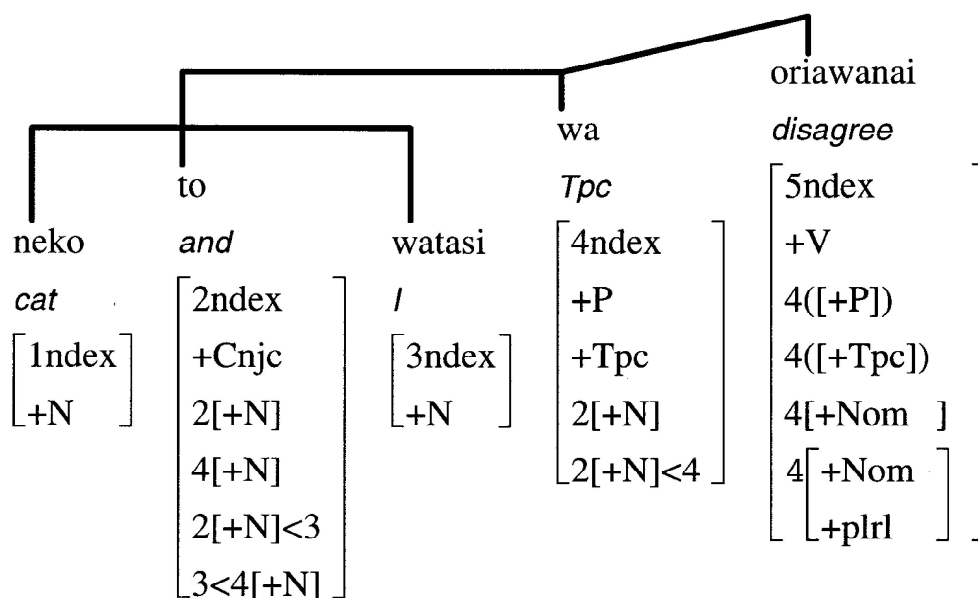 neko
cat
1ndex
+N
to
and
2ndex
+Cnjc
2[+N]
4[+N]
2[+N]<3
3<4[+N]
watasi
I
3ndex
+N
wa
Tpc
4ndex
+P
+Tpc
2[+N]
2[+N]<4
oriawanai
disagree
5ndex
+V
4([+P])
4([+Tpc])
4[+Nom ]
4[+Nom
+plrl]